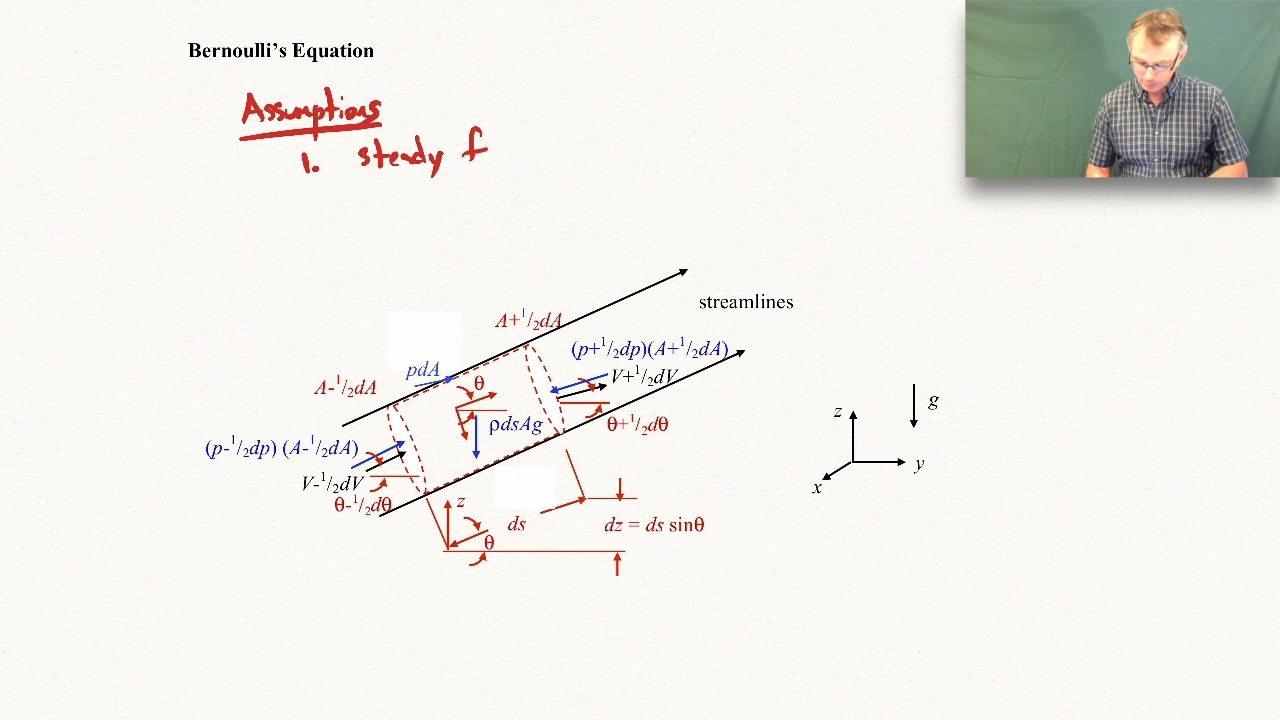 Bernoulli’s Equation
Assumptions
1. steady f
streamlines
A+¹/₂dA
(p+¹/₂dp)(A+¹/₂dA)
pdA
θ
V+¹/₂dV
A-¹/₂dA
ρdsAg
θ+¹/₂dθ
(p-¹/₂dp) (A-¹/₂dA)
V-¹/₂dV
θ-¹/₂dθ
z
ds
dz = ds sinθ
θ
g
z
y
x